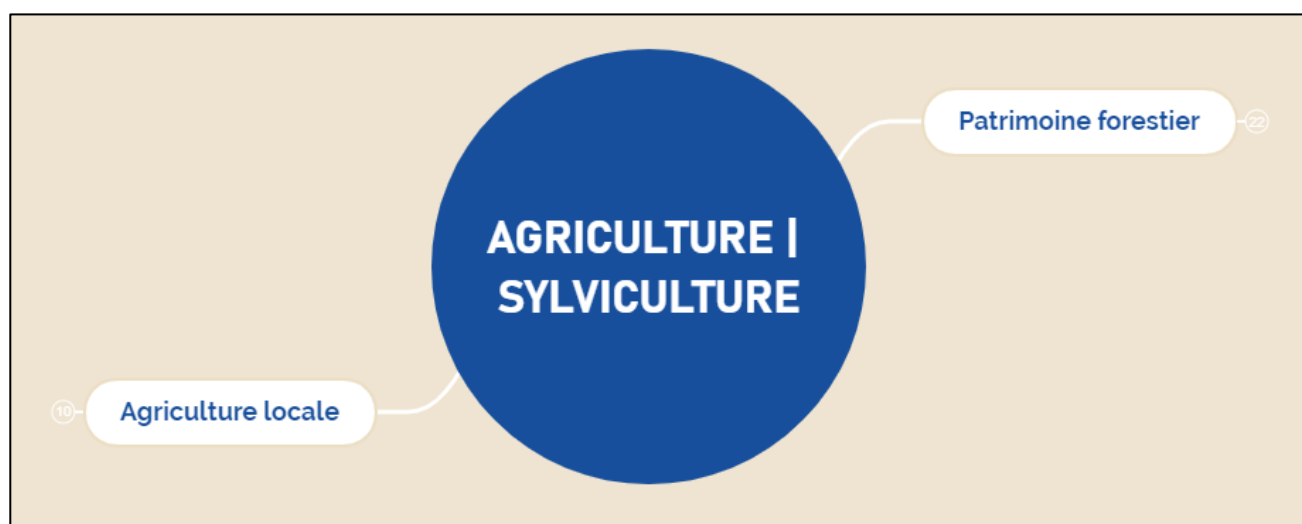 Patrimoine forestier 22
AGRICULTURE |
SYLVICULTURE
10 Agriculture locale